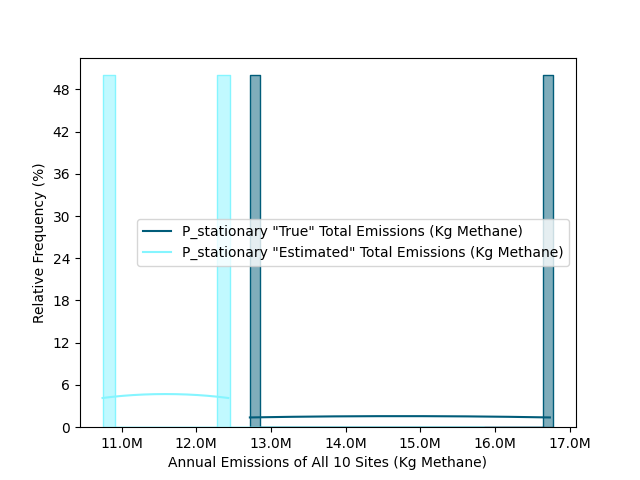 48
42
36
30
24
18
12
6
0
Relative Frequency (%)
P_stationary "True" Total Emissions (Kg Methane)
P_stationary "Estimated" Total Emissions (Kg Methane)
11.0M 12.0M 13.0M 14.0M 15.0M 16.0M 17.0M
Annual Emissions of All 10 Sites (Kg Methane)